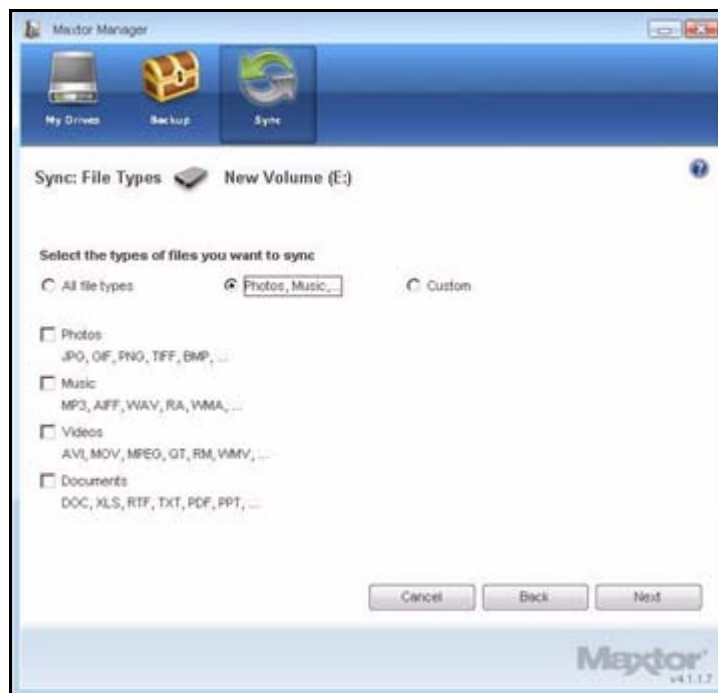 Maxtor Manager
My Drives Backup Sync
Sync: File Types New Volume (E:)
Select the types of files you want to sync
All file types Photos, Music,... Custom
Photos
JPG, GIF, PNG, TIFF, BMP, ...
Music
MP3, AIFF, WAV, RA, WMA, ...
Videos
AVI, MOV, MPEG, QT, RM, WMV, ...
Documents
DOC, XLS, RTF, TXT, PDF, PPT, ...
Cancel Back Next
Maxtor
v4.1.1.7